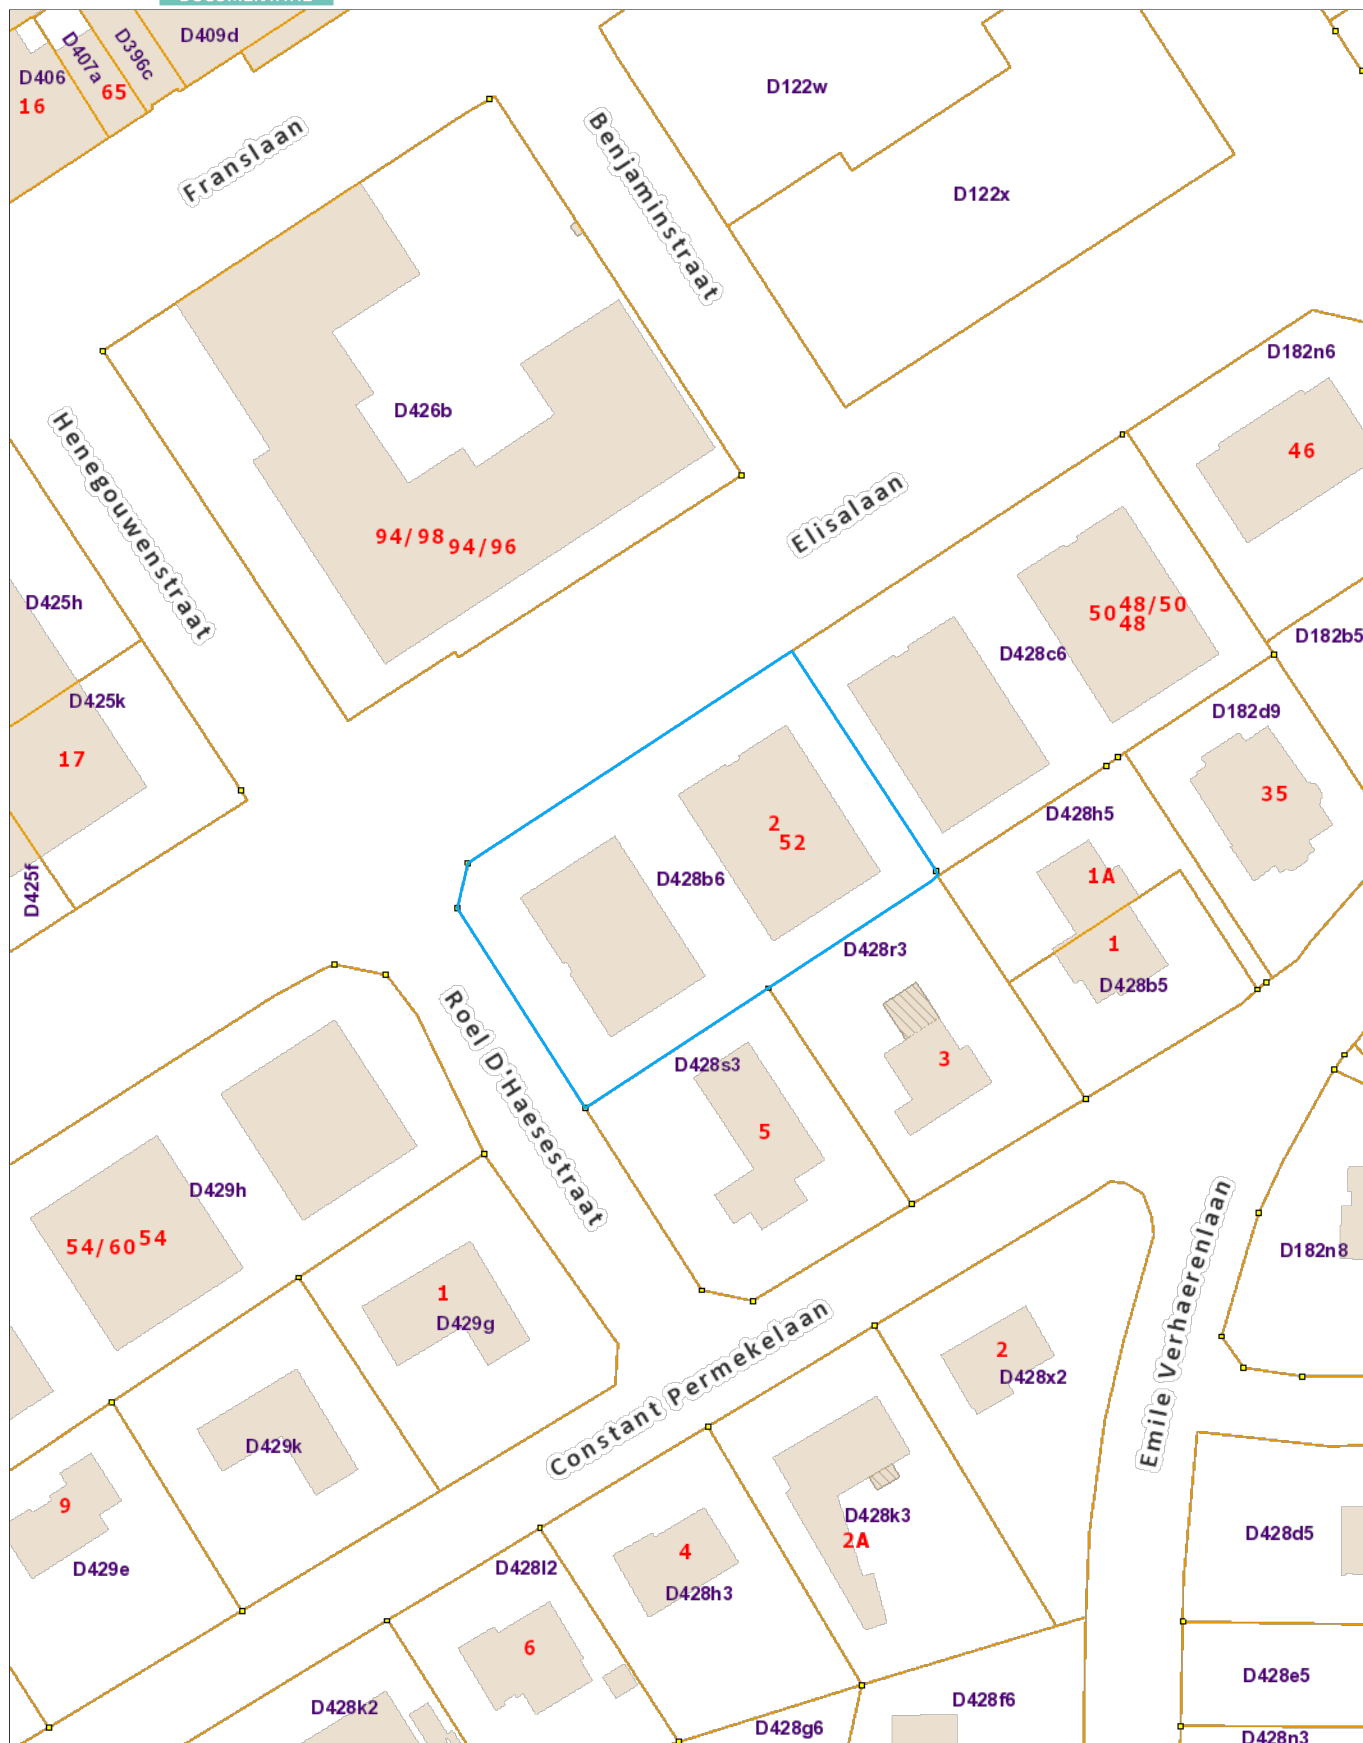 D409d
D396c
D407a
D406
65
16
D122w
Franslaan
Benjaminstraat
D122x
D182n6
D426b
46
Henegouwenstraat
Elisalaan
94/98
94/96
D425h
48/50
50
48
D182b5
D428c6
D425k
D182d9
17
35
D428h5
2
52
1A
D425f
D428b6
1
D428r3
D428b5
Roel D'Haesestraat
3
D428s3
5
D429h
54
54/60
Emile Verhaerenlaan
D182n8
1
D429g
Constant Permekelaan
2
D428x2
D429k
9
D428k3
2A
D428d5
4
D429e
D428l2
D428h3
6
D428e5
D428k2
D428f6
D428g6
D428n3